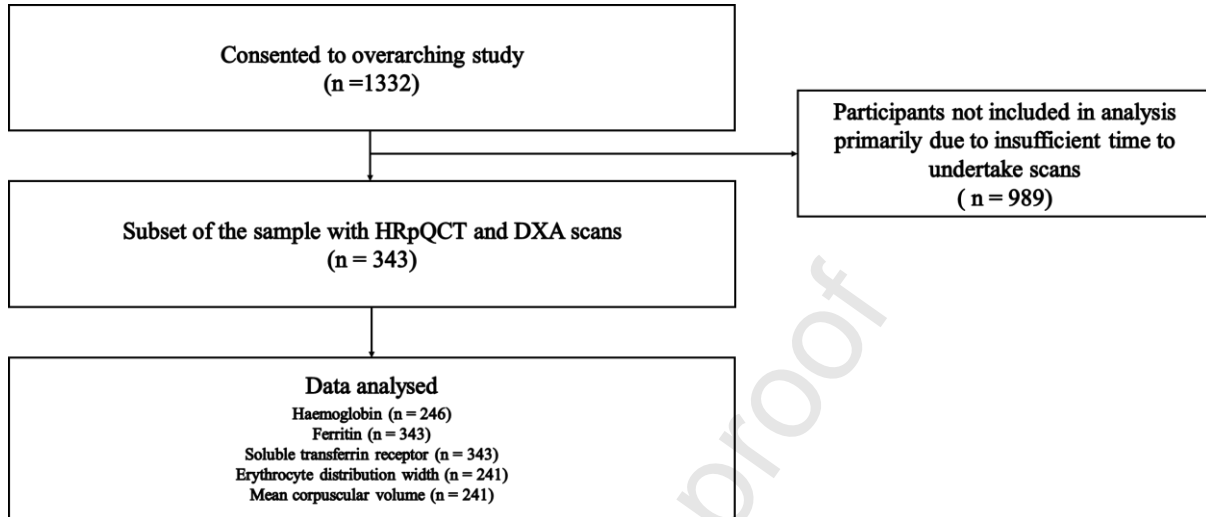 Consented to overarching study
(n =1332)
Participants not included in analysis
primarily due to insufficient time to
undertake scans
( n = 989)
Subset of the sample with HRpQCT and DXA scans
(n = 343)
Data analysed
Haemoglobin (n = 246)
Ferritin (n = 343)
Soluble transferrin receptor (n = 343)
Erythrocyte distribution width (n = 241)
Mean corpuscular volume (n = 241)
proof